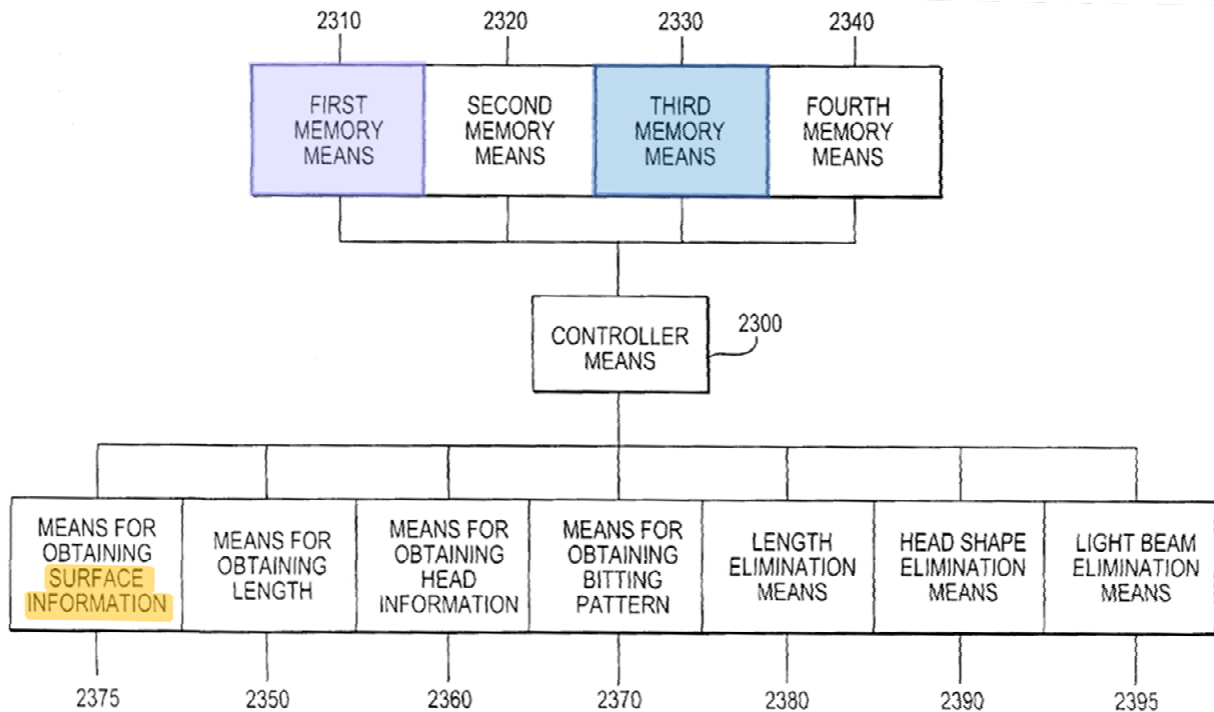 2310 2320 2330 2340
FIRST MEMORY MEANS
SECOND MEMORY MEANS
THIRD MEMORY MEANS
FOURTH MEMORY MEANS
CONTROLLER MEANS
2300
MEANS FOR OBTAINING SURFACE INFORMATION
MEANS FOR OBTAINING LENGTH
MEANS FOR OBTAINING HEAD INFORMATION
MEANS FOR OBTAINING BITTING PATTERN
LENGTH ELIMINATION MEANS
HEAD SHAPE ELIMINATION MEANS
LIGHT BEAM ELIMINATION MEANS
2375 2350 2360 2370 2380 2390 2395